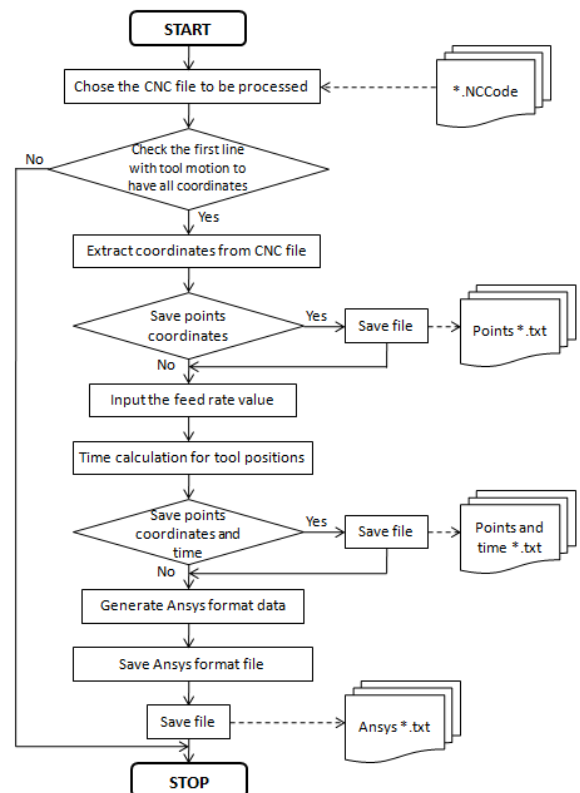 START
Chose the CNC file to be processed
*.NCCode
Check the first line
with tool motion to
have all coordinates
No
Yes
Extract coordinates from CNC file
Save points
coordinates
Yes
Save file
Points *.txt
No
Input the feed rate value
Time calculation for tool positions
Save points
coordinates and
time
Yes
Save file
Points and
time *.txt
No
Generate Ansys format data
Save Ansys format file
Save file
Ansys *.txt
STOP